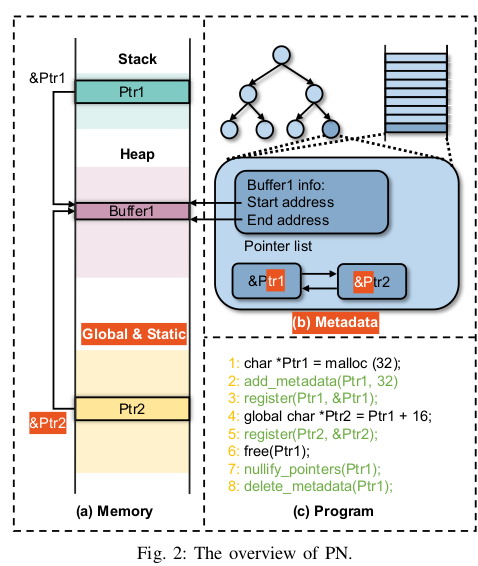 Stack
&Ptr1
Ptr1
Heap
Buffer1
Global & Static
Ptr2
&Ptr2
(a) Memory
Buffer1 info:
Start address
End address
Pointer list
&Ptr1
&Ptr2
(b) Metadata
1: char *Ptr1 = malloc (32);
2: add_metadata(Ptr1, 32)
3: register(Ptr1, &Ptr1);
4: global char *Ptr2 = Ptr1 + 16;
5: register(Ptr2, &Ptr2);
6: free(Ptr1);
7: nullify_pointers(Ptr1);
8: delete_metadata(Ptr1);
(c) Program
Fig. 2: The overview of PN.